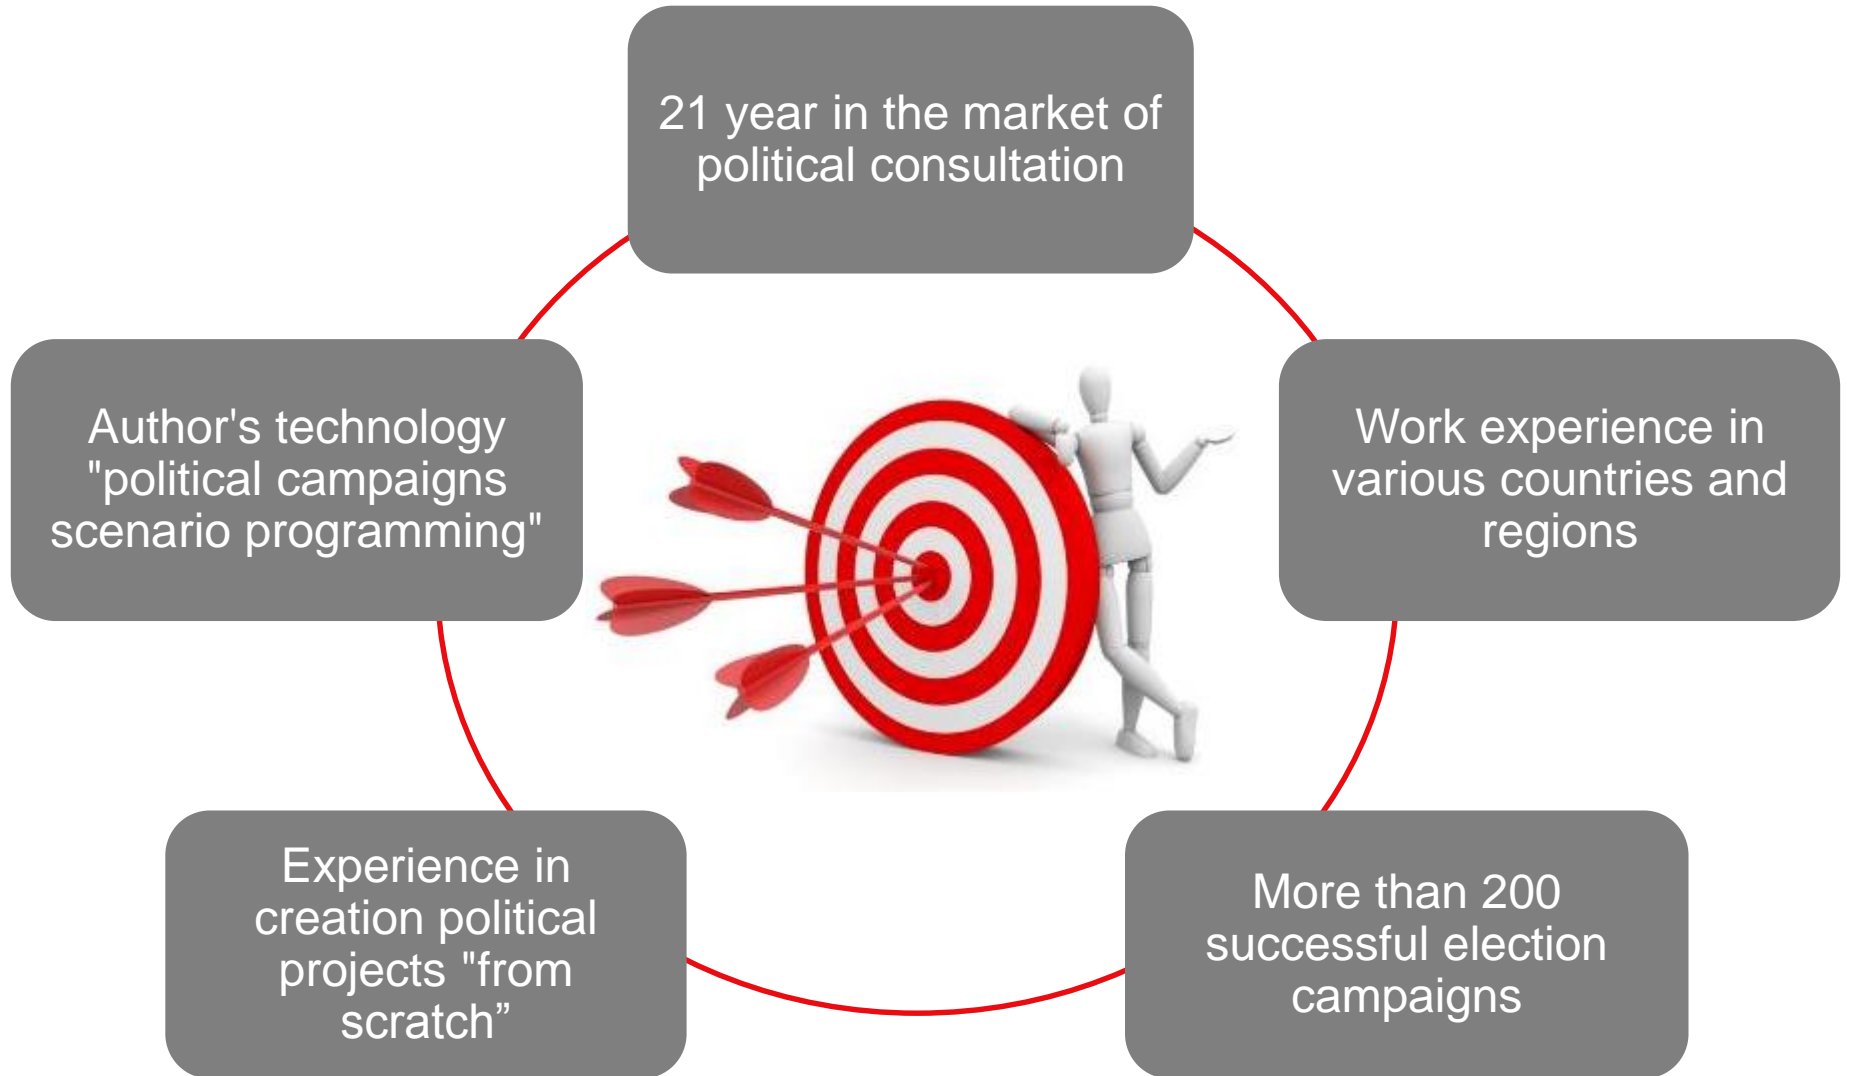 21 year in the market of
political consultation
Work experience in
various countries and
regions
More than 200
successful election
campaigns
Experience in
creation political
projects "from
scratch”
Author's technology
"political campaigns
scenario programming"